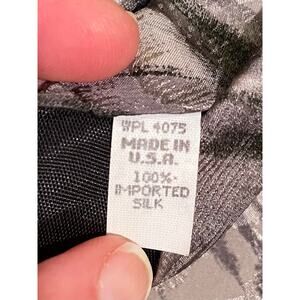 WPL 4075
MADE IN
U.S.A.
100%
IMPORTED
SILK